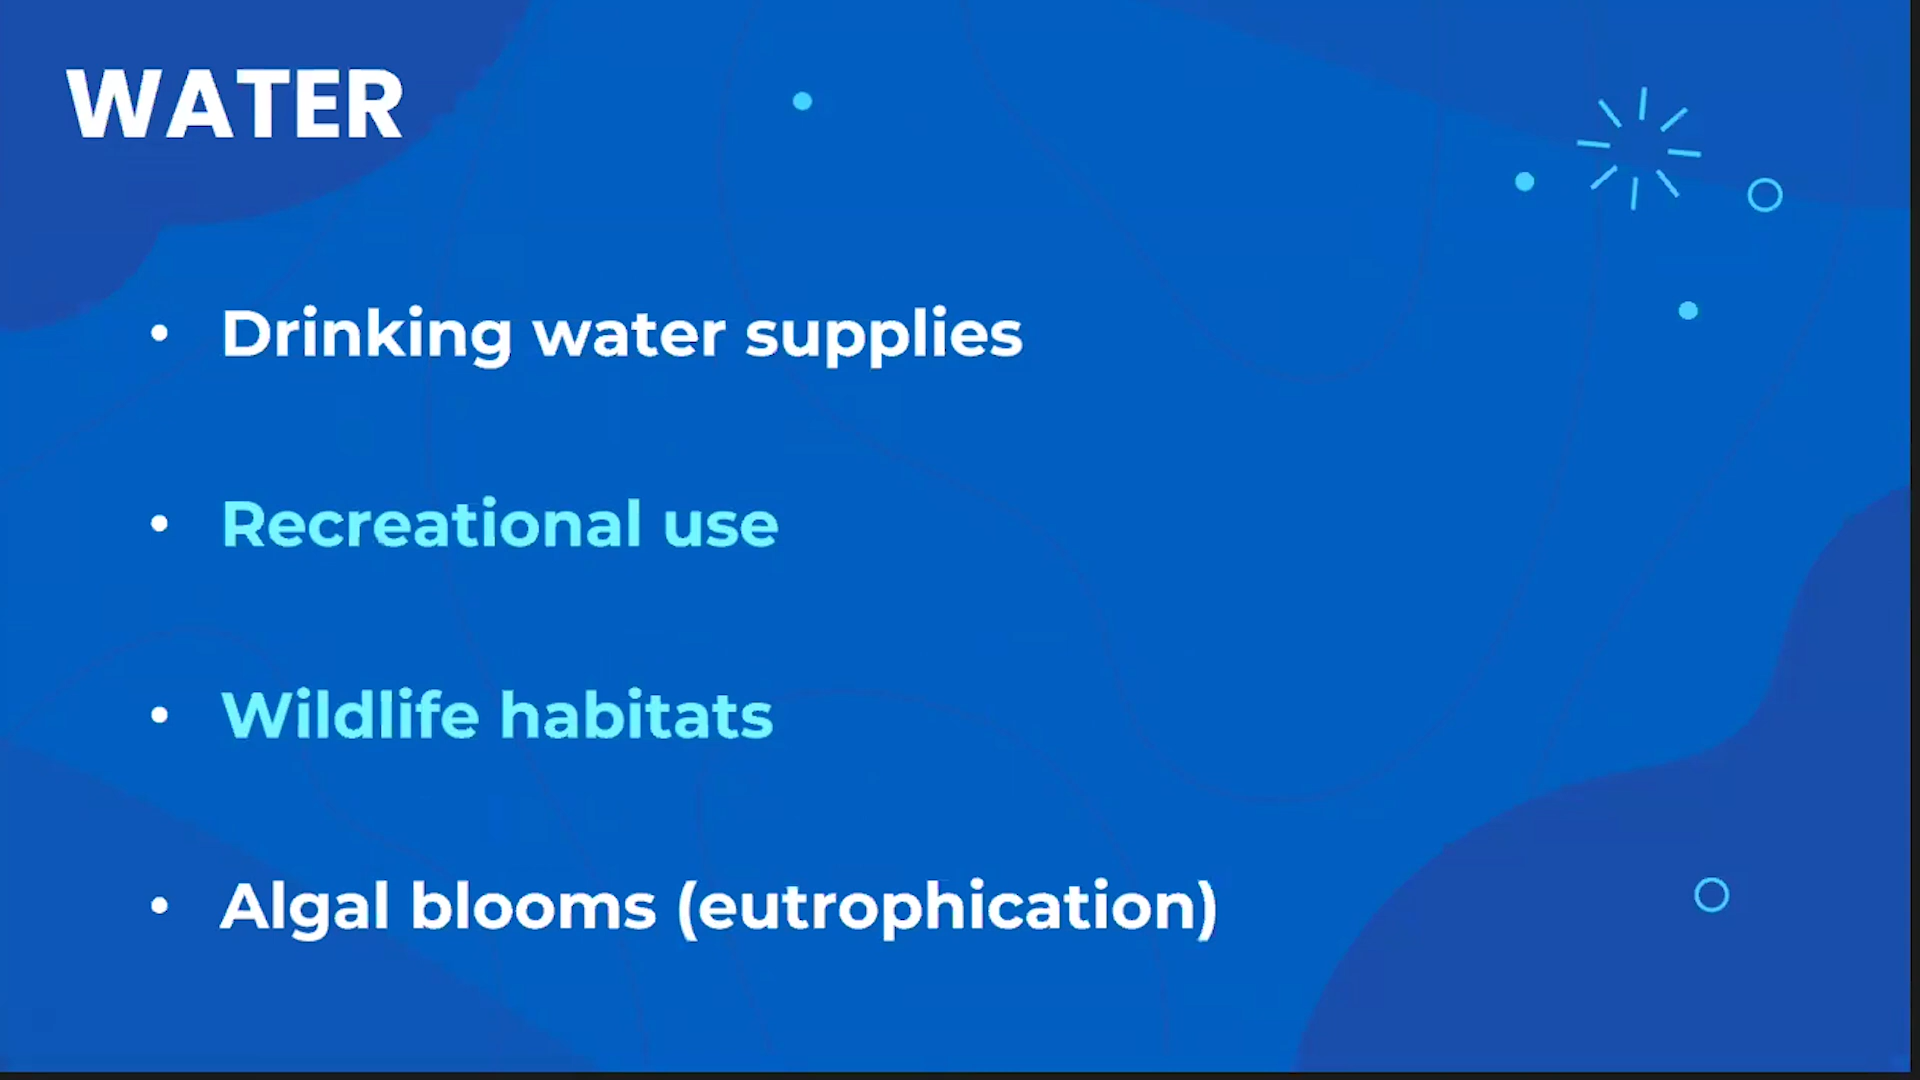 WATER
• Drinking water supplies
• Recreational use
• Wildlife habitats
• Algal blooms (eutrophication)